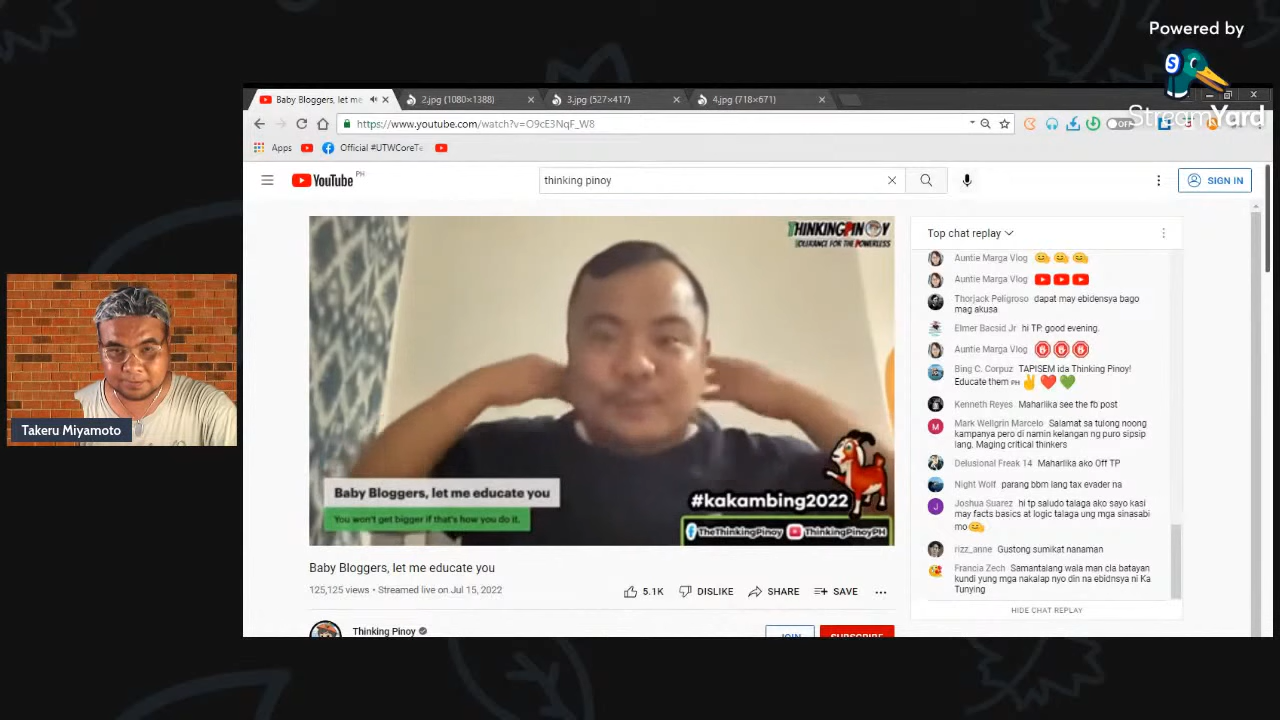 Powered by
StreamYard
Baby Bloggers, let me
2.jpg (1080×1388)
3.jpg (527×417)
4.jpg (718×671)
https://www.youtube.com/watch?v=O9cE3NqF_W8
OFF
Apps
Official #UTWCoreTe
YouTube PH
thinking pinoy
SIGN IN
THINKINGPINOY
TOLERANCE FOR THE POWERLESS
Baby Bloggers, let me educate you
You won't get bigger if that's how you do it.
#kakambing2022
TheThinkingPinoy
ThinkingPinoyPH
Top chat replay
Auntie Marga Vlog
Auntie Marga Vlog
Thorjack Peligroso dapat may ebidensya bago
mag akusa
Elmer Bacsid Jr hi TP. good evening.
Auntie Marga Vlog
Bing C. Corpuz TAPISEM ida Thinking Pinoy!
Educate them PH
Kenneth Reyes Maharlika see the fb post
Mark Wellgrin Marcelo Salamat sa tulong noong
kampanya pero di namin kelangan ng puro sipsip
lang. Maging critical thinkers
Delusional Freak 14 Maharlika ako Off TP
Night Wolf parang bbm lang tax evader na
Joshua Suarez hi tp saludo talaga ako sayo kasi
may facts basics at logic talaga ung mga sinasabi
mo
rizz_anne Gustong sumikat nanaman
Francia Zech Samantalang wala man cla batayan
kundi yung mga nakalap nyo din na ebidnsya ni Ka
Tunying
HIDE CHAT REPLAY
Baby Bloggers, let me educate you
125,125 views • Streamed live on Jul 15, 2022
5.1K
DISLIKE
SHARE
SAVE
Thinking Pinoy
JOIN
SUBSCRIBE
Takeru Miyamoto